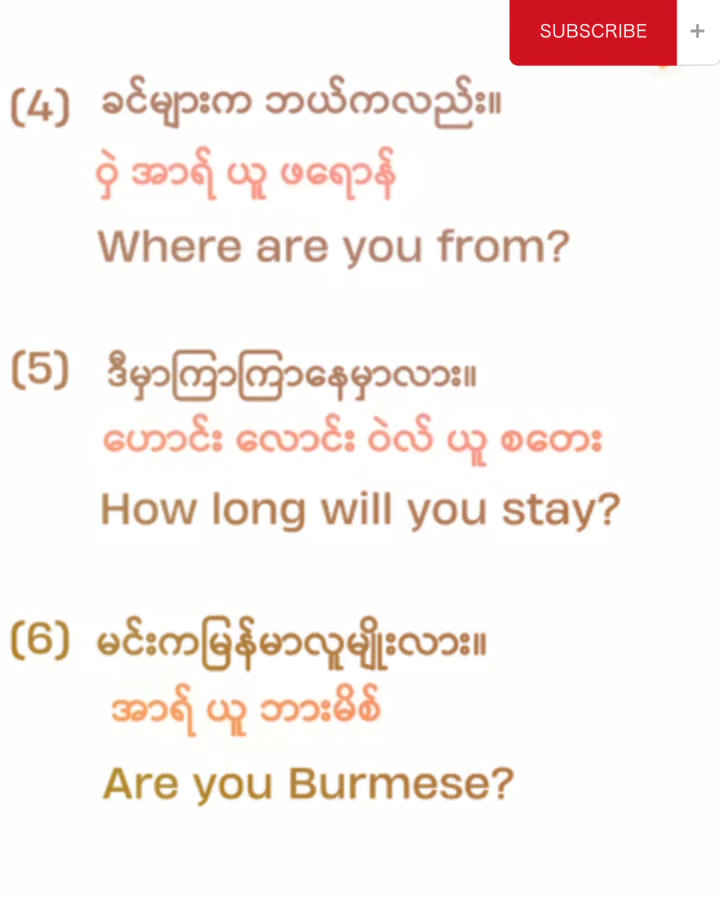 SUBSCRIBE +
(4) ခင်များက ဘယ်ကလည်း။
ဝှဲ အာရ် ယူ ဖရောန်
Where are you from?
(5) ဒီမှာကြာကြာနေမှာလား။
ဟောင်း လောင်း ဝဲလ် ယူ စတေး
How long will you stay?
(6) မင်းကမြန်မာလူမျိုးလား။
အာရ် ယူ ဘားမိစ်
Are you Burmese?